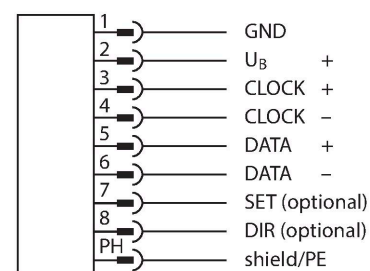 1 GND
2 U_B +
3 CLOCK +
4 CLOCK –
5 DATA +
6 DATA –
7 SET (optional)
8 DIR (optional)
PH shield/PE